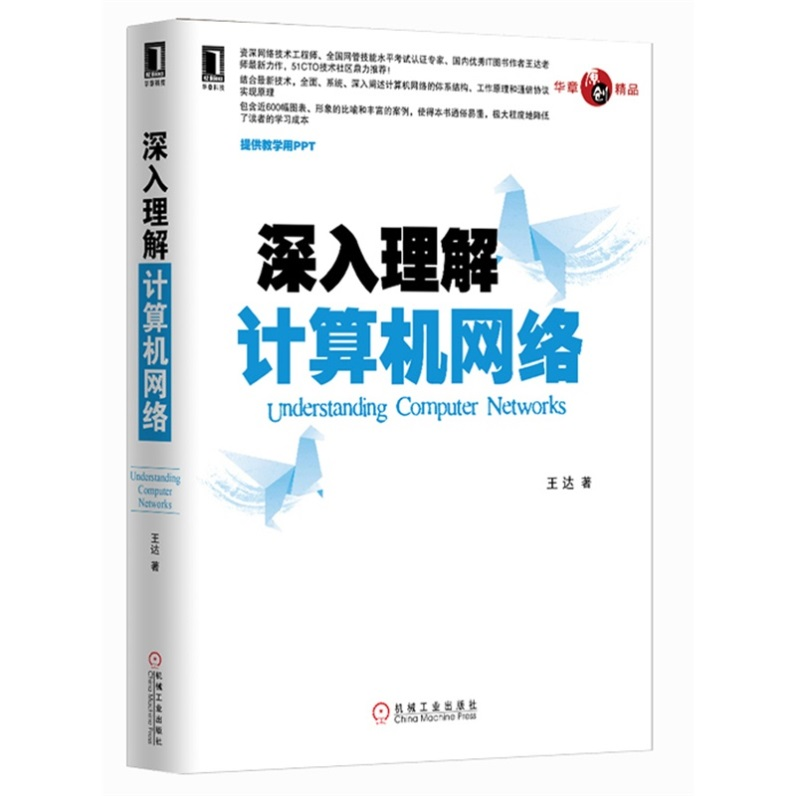 华章科技
深入理解
计算机网络
Understanding
Computer
Networks
王达 著
机械工业出版社
China Machine Press
华章科技
资深网络技术工程师、全国网管技能水平考试认证专家、国内优秀IT图书作者王达老
师最新力作,51CTO技术社区鼎力推荐!
结合最新技术,全面、系统、深入阐述计算机网络的体系结构、工作原理和通信协议
实现原理
包含近600幅图表、形象的比喻和丰富的案例,使得本书通俗易懂,极大程度地降低
了读者的学习成本
提供教学用PPT
华章 原创 精品
深入理解
计算机网络
Understanding Computer Networks
王达 著
机械工业出版社
China Machine Press